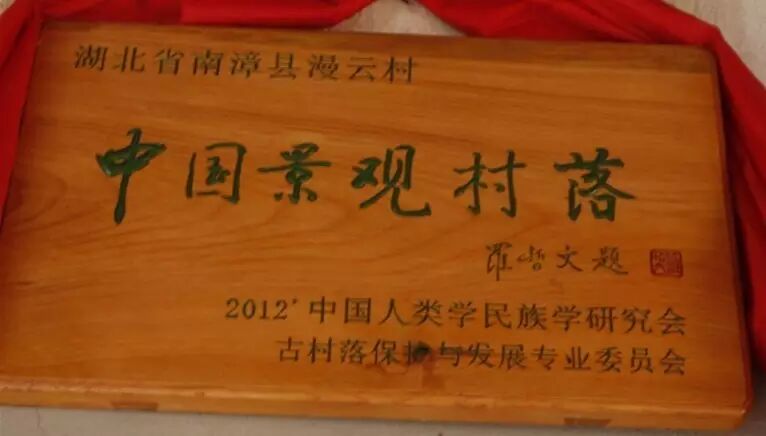 湖北省南漳县漫云村
中国景观村落
罗哲文题
2012'中国人类学民族学研究会
古村落保护与发展专业委员会